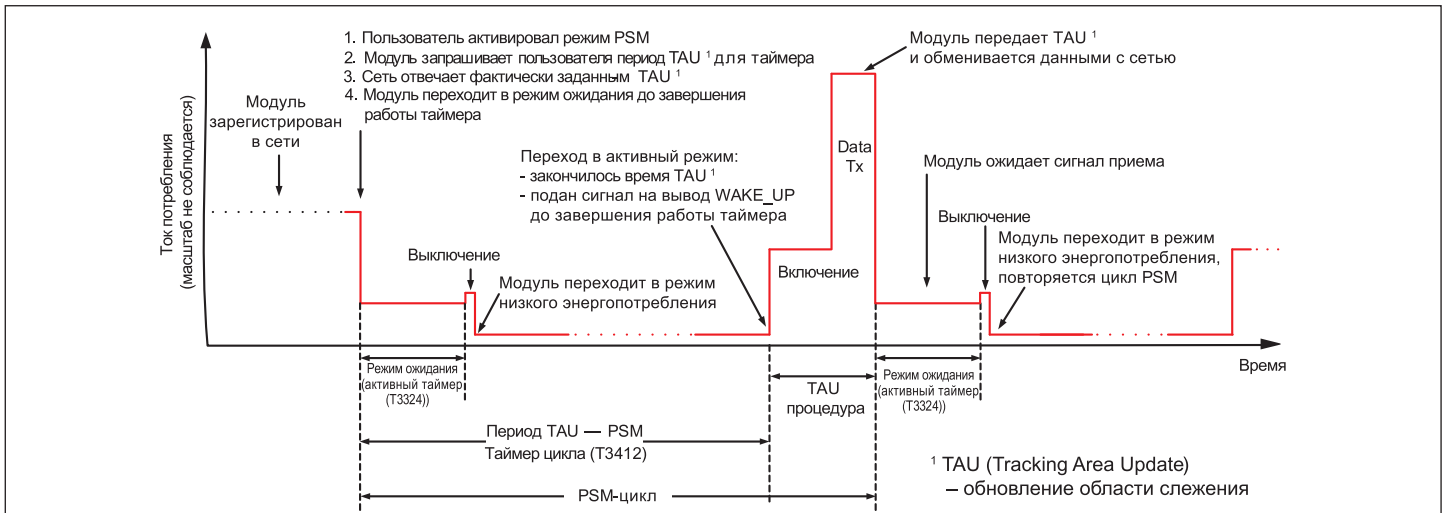 Ток потребления
(масштаб не соблюдается)
Модуль
зарегистрирован
в сети
1. Пользователь активировал режим PSM
2. Модуль запрашивает пользователя период TAU ¹ для таймера
3. Сеть отвечает фактически заданным TAU ¹
4. Модуль переходит в режим ожидания до завершения
работы таймера
Модуль передает TAU ¹
и обменивается данными с сетью
Переход в активный режим:
- закончилось время TAU ¹
- подан сигнал на вывод WAKE_UP
до завершения работы таймера
Data
Tx
Модуль ожидает сигнал приема
Выключение
Модуль переходит в режим
низкого энергопотребления,
повторяется цикл PSM
Выключение
Модуль переходит в режим
низкого энергопотребления
Включение
Время
Режим ожидания
(активный таймер
(T3324))
TAU
процедура
Режим ожидания
(активный таймер
(T3324))
Период TAU — PSM
Таймер цикла (T3412)
PSM-цикл
¹ TAU (Tracking Area Update)
– обновление области слежения